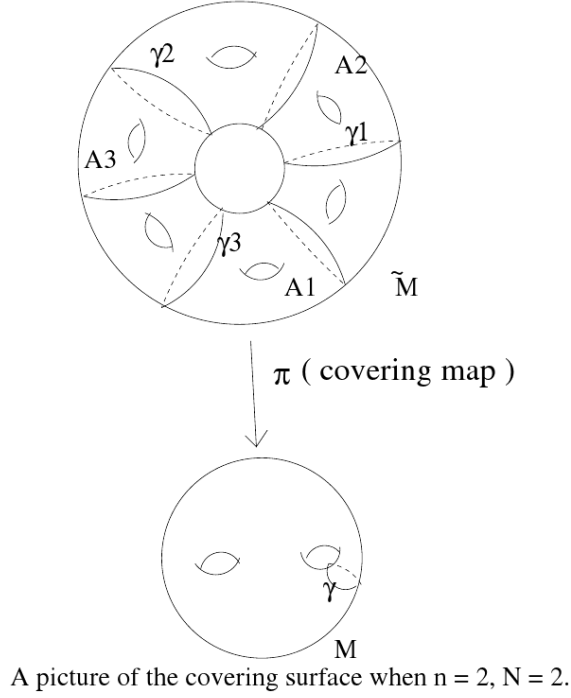 γ2
A2
γ1
A3
γ3
A1
M̃
π ( covering map )
γ
M
A picture of the covering surface when n = 2, N = 2.